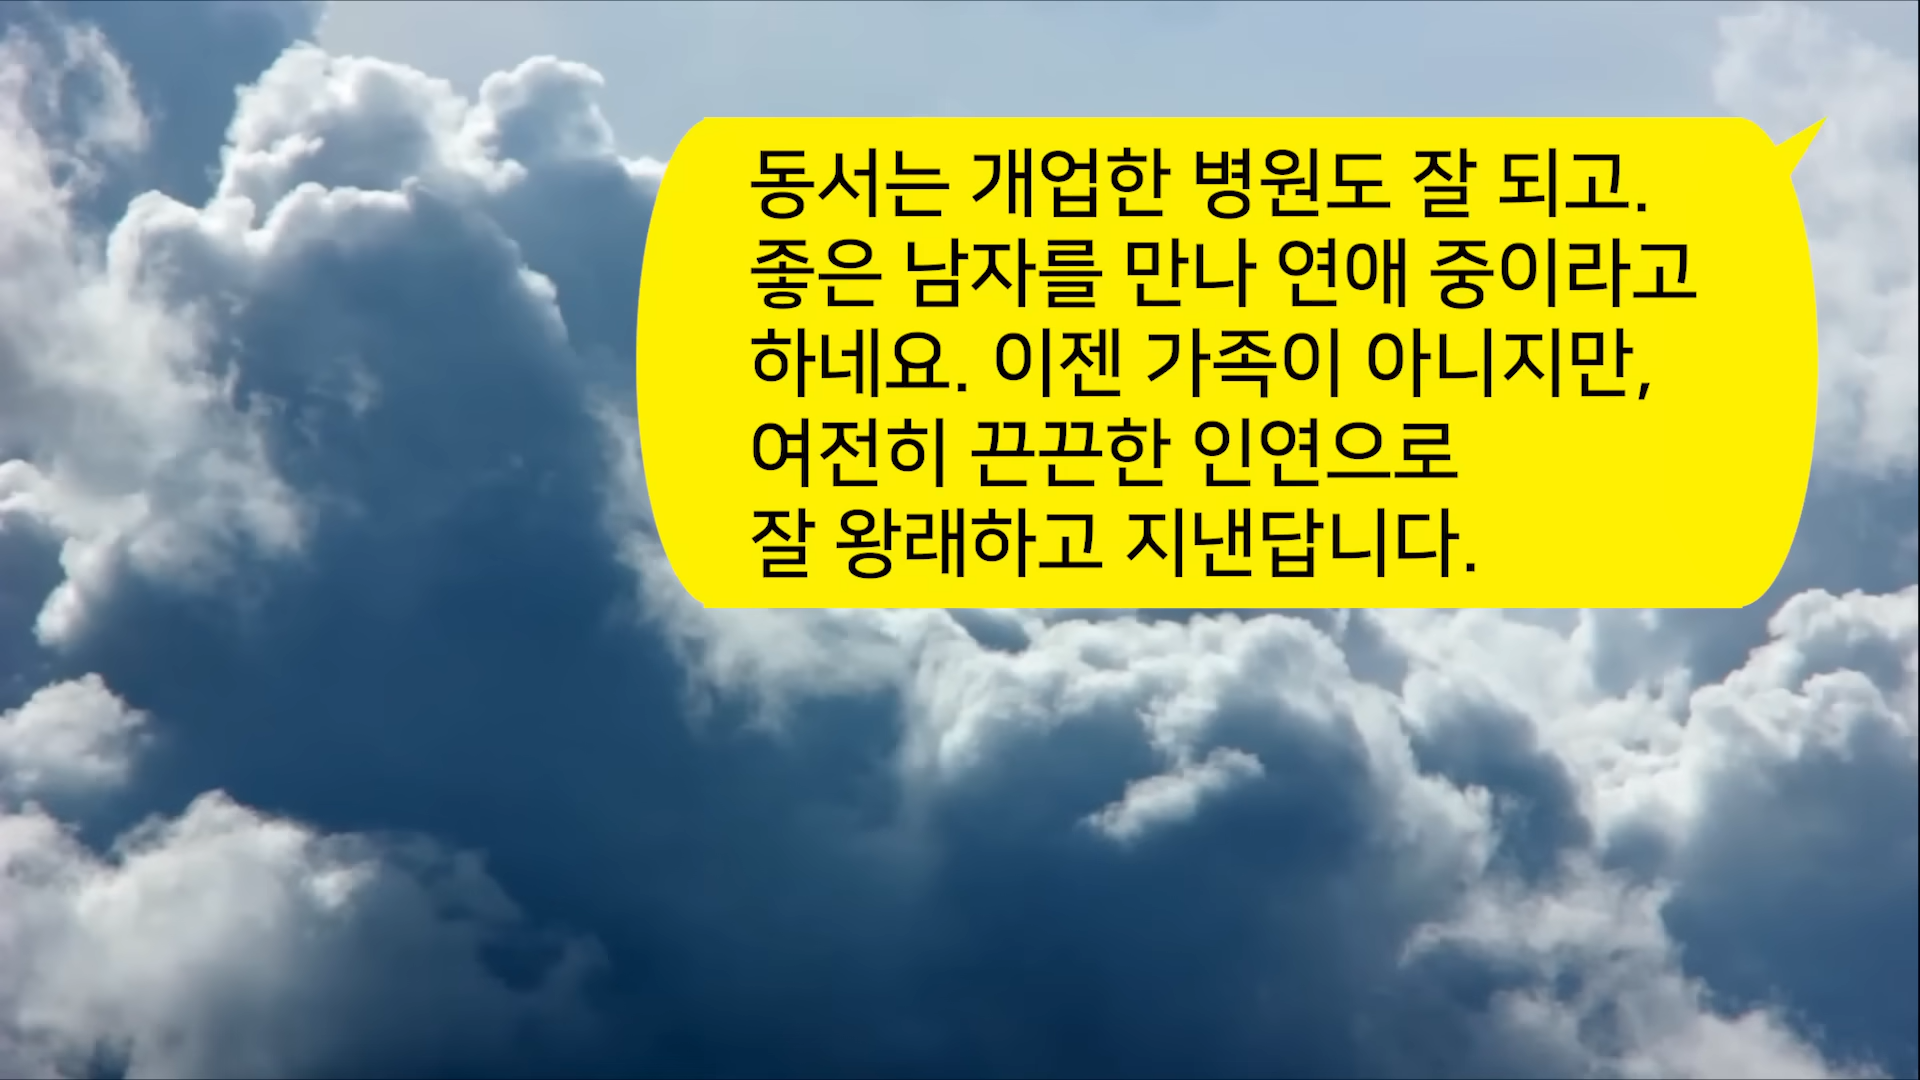 동서는 개업한 병원도 잘 되고.
좋은 남자를 만나 연애 중이라고
하네요. 이젠 가족이 아니지만,
여전히 끈끈한 인연으로
잘 왕래하고 지낸답니다.